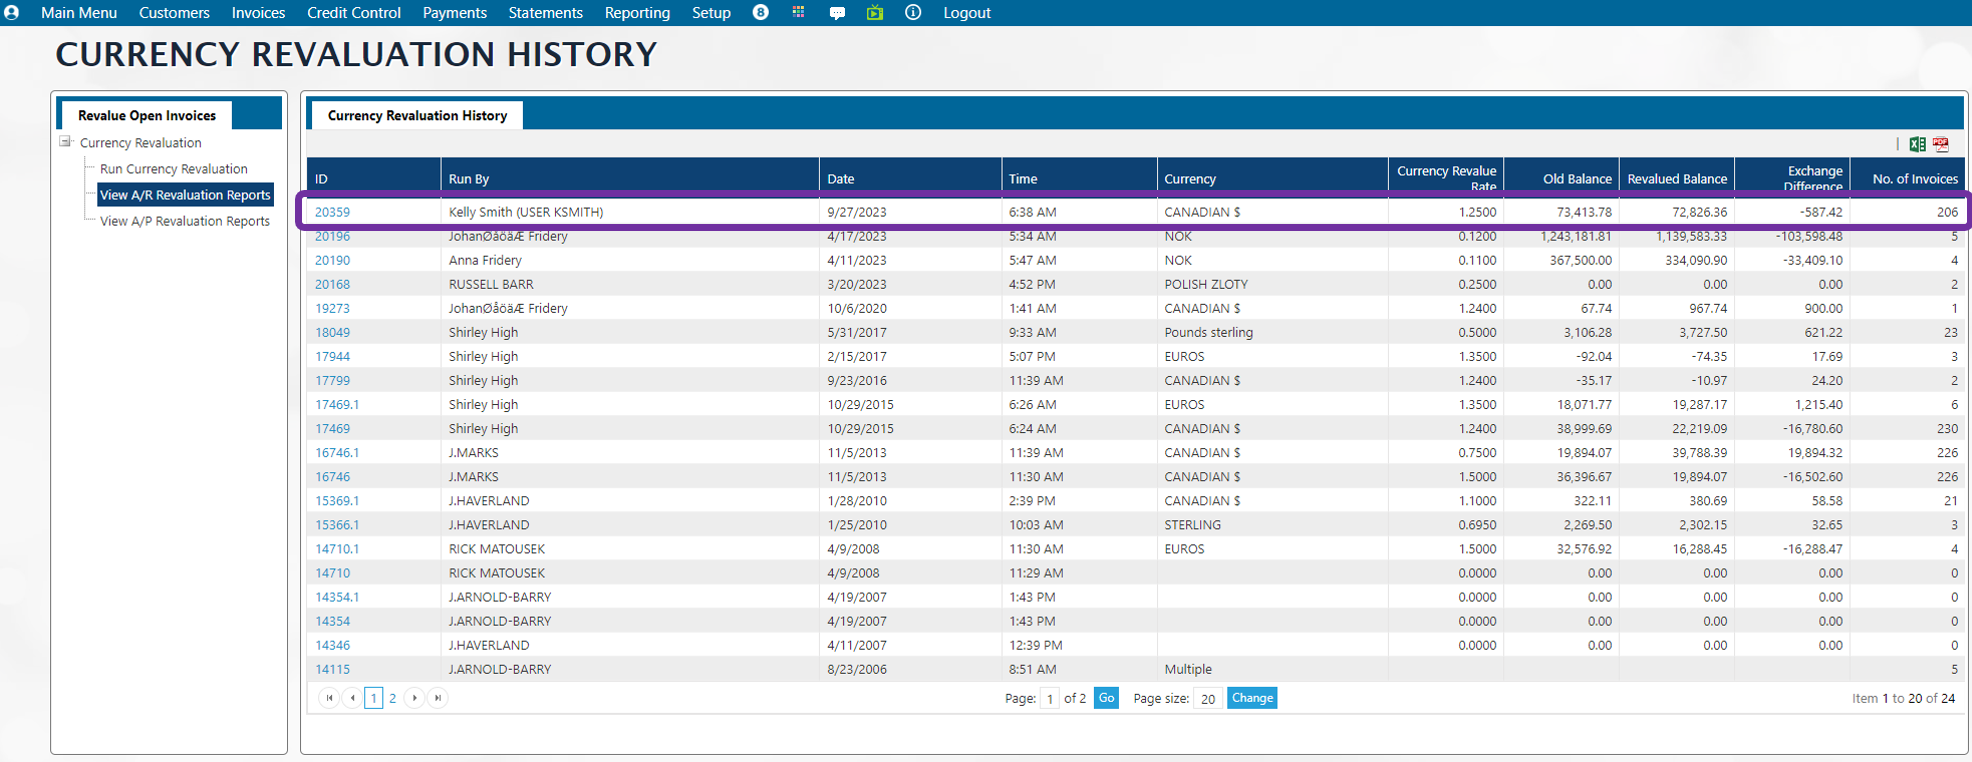 Main Menu Customers Invoices Credit Control Payments Statements Reporting Setup 8 Logout
CURRENCY REVALUATION HISTORY
Revalue Open Invoices
Currency Revaluation
Run Currency Revaluation
View A/R Revaluation Reports
View A/P Revaluation Reports
Currency Revaluation History
ID Run By Date Time Currency Currency Revalue Rate Old Balance Revalued Balance Exchange Difference No. of Invoices
20359 Kelly Smith (USER KSMITH) 9/27/2023 6:38 AM CANADIAN $ 1.2500 73,413.78 72,826.36 -587.42 206
20196 JohanØåöäÆ Fridery 4/17/2023 5:34 AM NOK 0.1200 1,243,181.81 1,139,583.33 -103,598.48 5
20190 Anna Fridery 4/11/2023 5:47 AM NOK 0.1100 367,500.00 334,090.90 -33,409.10 4
20168 RUSSELL BARR 3/20/2023 4:52 PM POLISH ZLOTY 0.2500 0.00 0.00 0.00 2
19273 JohanØåöäÆ Fridery 10/6/2020 1:41 AM CANADIAN $ 1.2400 67.74 967.74 900.00 1
18049 Shirley High 5/31/2017 9:33 AM Pounds sterling 0.5000 3,106.28 3,727.50 621.22 23
17944 Shirley High 2/15/2017 5:07 PM EUROS 1.3500 -92.04 -74.35 17.69 3
17799 Shirley High 9/23/2016 11:39 AM CANADIAN $ 1.2400 -35.17 -10.97 24.20 2
17469.1 Shirley High 10/29/2015 6:26 AM EUROS 1.3500 18,071.77 19,287.17 1,215.40 6
17469 Shirley High 10/29/2015 6:24 AM CANADIAN $ 1.2400 38,999.69 22,219.09 -16,780.60 230
16746.1 J.MARKS 11/5/2013 11:39 AM CANADIAN $ 0.7500 19,894.07 39,788.39 19,894.32 226
16746 J.MARKS 11/5/2013 11:30 AM CANADIAN $ 1.5000 36,396.67 19,894.07 -16,502.60 226
15369.1 J.HAVERLAND 1/28/2010 2:39 PM CANADIAN $ 1.1000 322.11 380.69 58.58 21
15366.1 J.HAVERLAND 1/25/2010 10:03 AM STERLING 0.6950 2,269.50 2,302.15 32.65 3
14710.1 RICK MATOUSEK 4/9/2008 11:30 AM EUROS 1.5000 32,576.92 16,288.45 -16,288.47 4
14710 RICK MATOUSEK 4/9/2008 11:29 AM 0.0000 0.00 0.00 0.00 0
14354.1 J.ARNOLD-BARRY 4/19/2007 1:43 PM 0.0000 0.00 0.00 0.00 0
14354 J.ARNOLD-BARRY 4/19/2007 1:43 PM 0.0000 0.00 0.00 0.00 0
14346 J.HAVERLAND 4/11/2007 12:39 PM 0.0000 0.00 0.00 0.00 0
14115 J.ARNOLD-BARRY 8/23/2006 8:51 AM Multiple 5
1 2 Page: 1 of 2 Go Page size: 20 Change Item 1 to 20 of 24